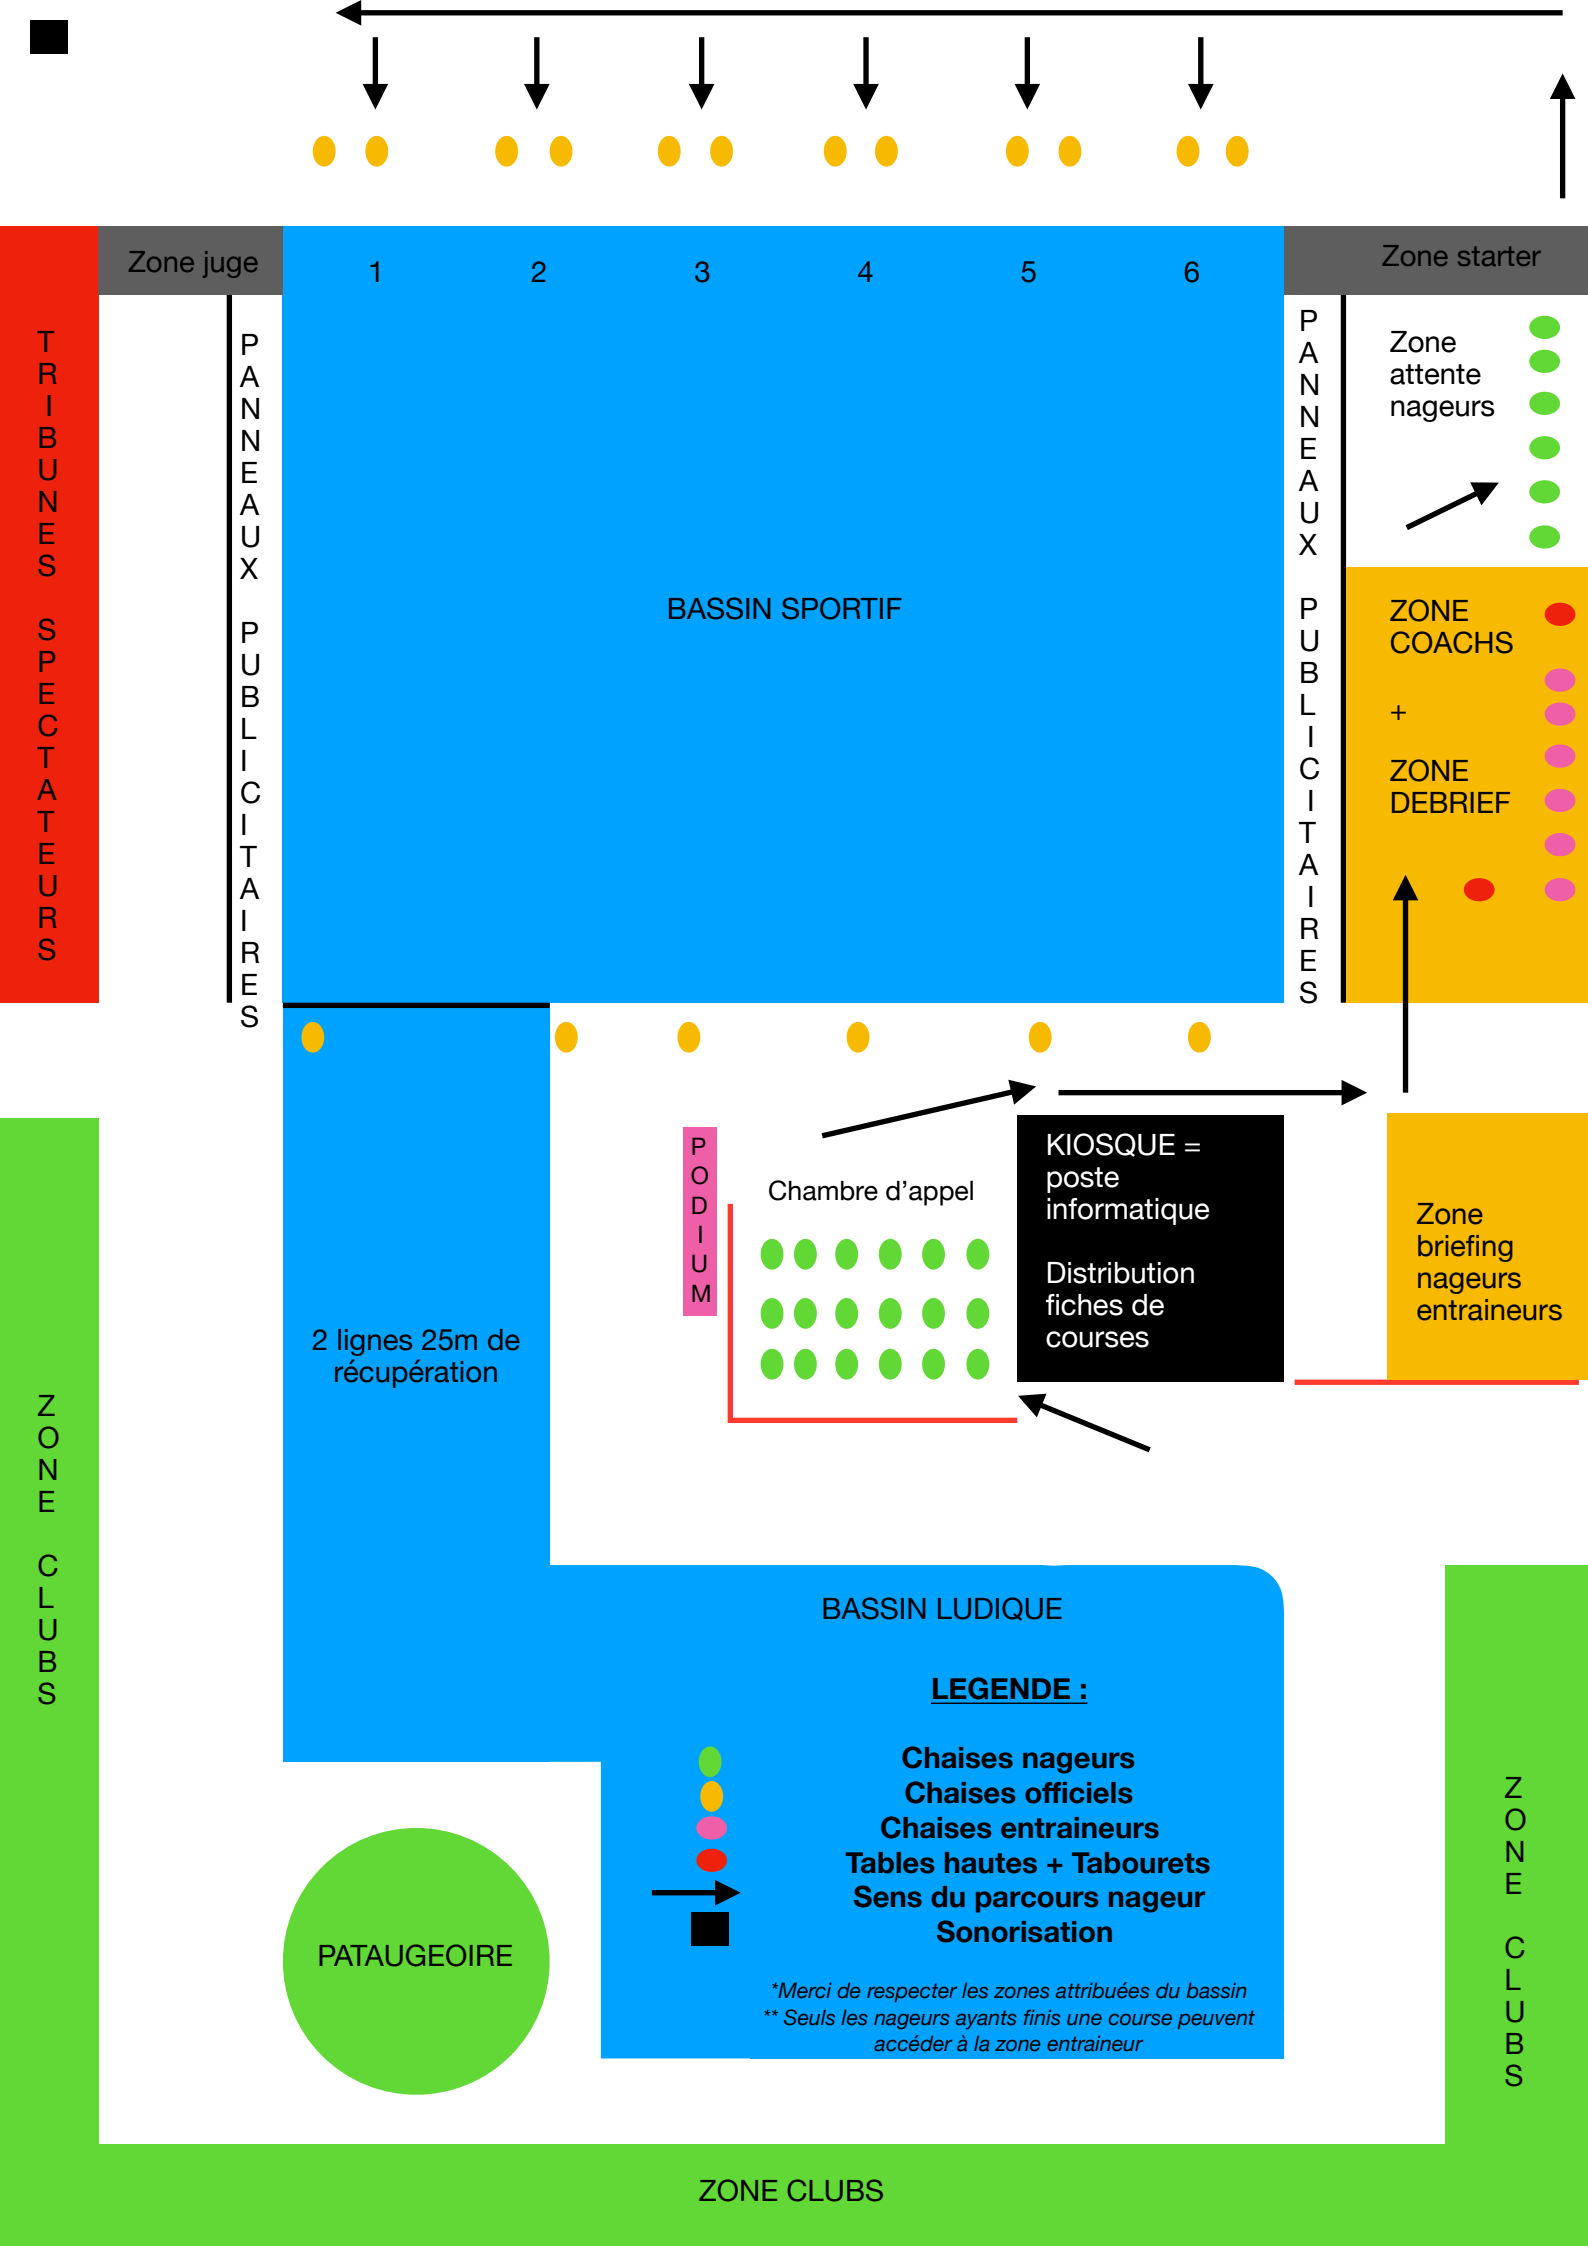 Zone juge
1
2
3
4
5
6
Zone starter
TRIBUNES SPECTATEURS
PANNEAUX PUBLICITAIRES
BASSIN SPORTIF
PANNEAUX PUBLICITAIRES
Zone
attente
nageurs
ZONE
COACHS
+
ZONE
DEBRIEF
ZONE CLUBS
2 lignes 25m de
récupération
PODIUM
Chambre d’appel
KIOSQUE =
poste
informatique
Distribution
fiches de
courses
Zone
briefing
nageurs
entraineurs
BASSIN LUDIQUE
LEGENDE :
Chaises nageurs
Chaises officiels
Chaises entraineurs
Tables hautes + Tabourets
Sens du parcours nageur
Sonorisation
*Merci de respecter les zones attribuées du bassin
** Seuls les nageurs ayants finis une course peuvent
accéder à la zone entraineur
PATAUGEOIRE
ZONE CLUBS
ZONE CLUBS